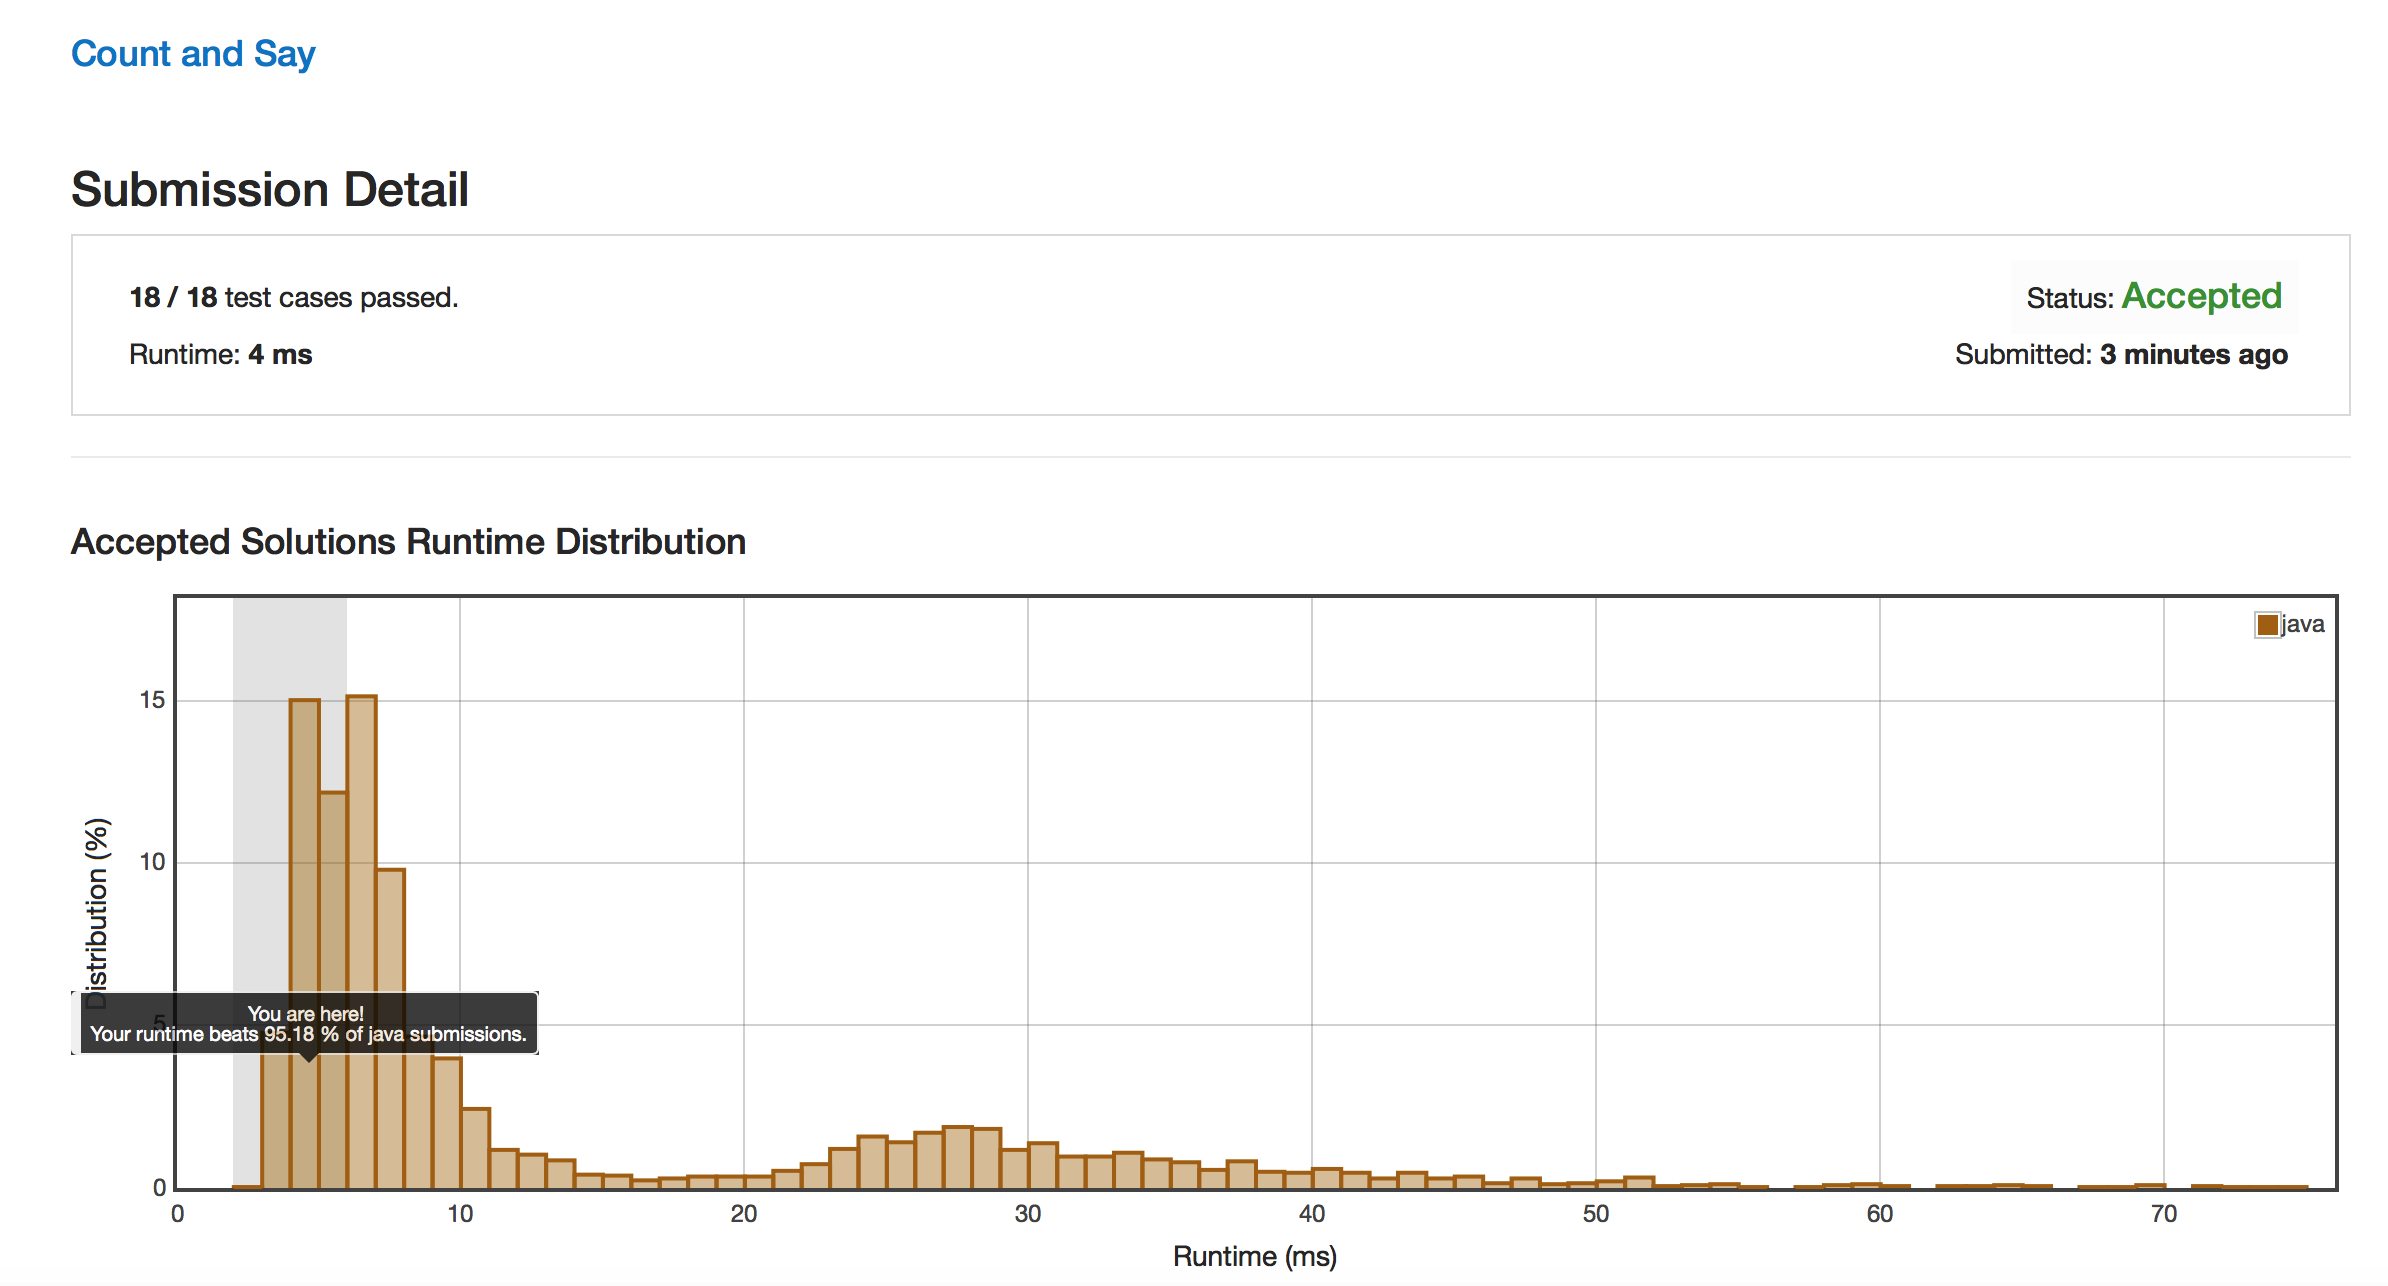 Count and Say
Submission Detail
18 / 18 test cases passed.
Status: Accepted
Runtime: 4 ms
Submitted: 3 minutes ago
Accepted Solutions Runtime Distribution
java
15
10
5
0
Distribution (%)
You are here!
Your runtime beats 95.18 % of java submissions.
0 10 20 30 40 50 60 70
Runtime (ms)